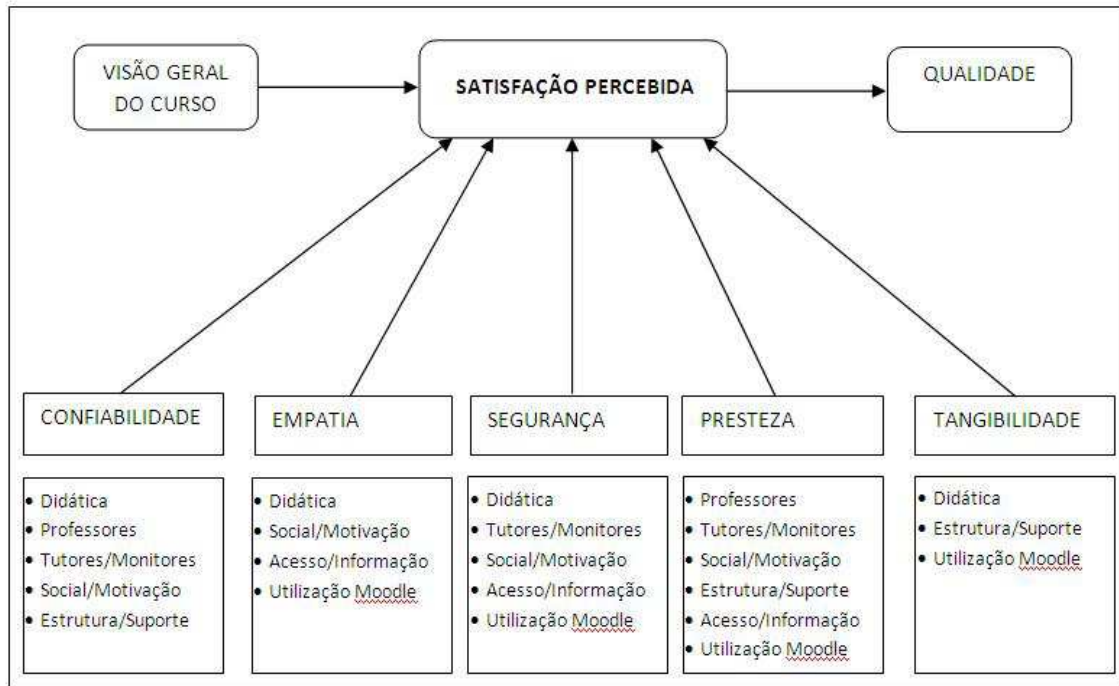 VISÃO GERAL
DO CURSO
SATISFAÇÃO PERCEBIDA
QUALIDADE
CONFIABILIDADE
EMPATIA
SEGURANÇA
PRESTEZA
TANGIBILIDADE
• Didática
• Professores
• Tutores/Monitores
• Social/Motivação
• Estrutura/Suporte
• Didática
• Social/Motivação
• Acesso/Informação
• Utilização Moodle
• Didática
• Tutores/Monitores
• Social/Motivação
• Acesso/Informação
• Utilização Moodle
• Professores
• Tutores/Monitores
• Social/Motivação
• Estrutura/Suporte
• Acesso/Informação
• Utilização Moodle
• Didática
• Estrutura/Suporte
• Utilização Moodle